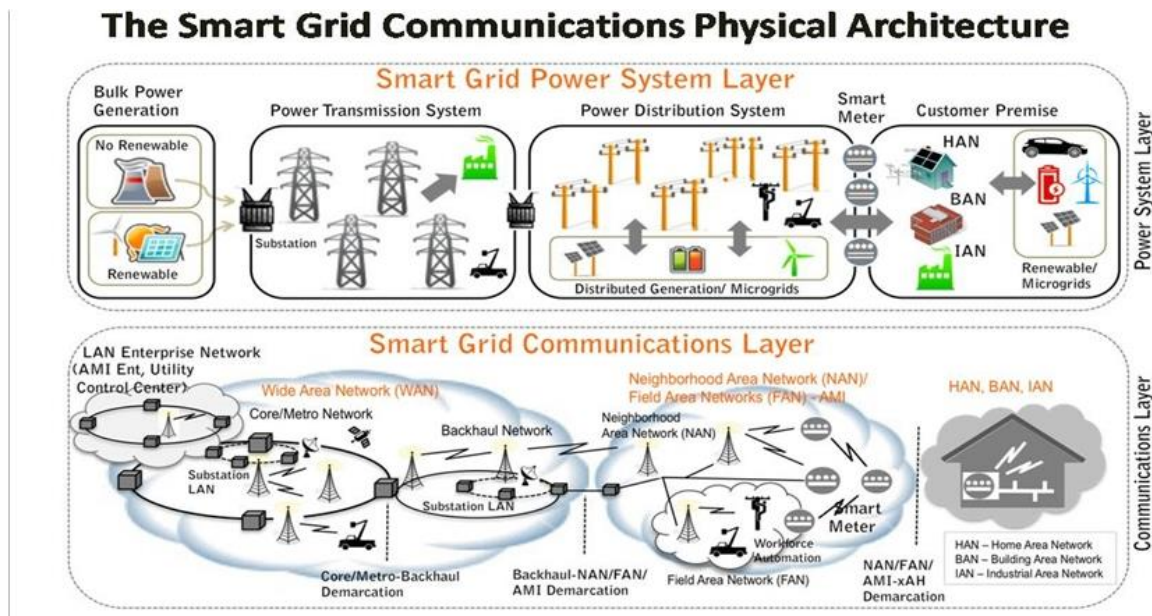 The Smart Grid Communications Physical Architecture
Smart Grid Power System Layer
Bulk Power
Generation
Power Transmission System
Power Distribution System
Smart
Meter
Customer Premise
No Renewable
Renewable
Substation
Distributed Generation/ Microgrids
HAN
BAN
IAN
Renewable/
Microgrids
Power System Layer
Smart Grid Communications Layer
LAN Enterprise Network
(AMI Ent, Utility
Control Center)
Wide Area Network (WAN)
Core/Metro Network
Backhaul Network
Substation
LAN
Substation LAN
Neighborhood Area Network (NAN)/
Field Area Networks (FAN) - AMI
Neighborhood
Area Network (NAN)
Smart
Meter
Workforce
Automation
Field Area Network (FAN)
HAN, BAN, IAN
HAN – Home Area Network
BAN – Building Area Network
IAN – Industrial Area Network
Core/Metro-Backhaul
Demarcation
Backhaul-NAN/FAN/
AMI Demarcation
NAN/FAN/
AMI-xAH
Demarcation
Communications Layer